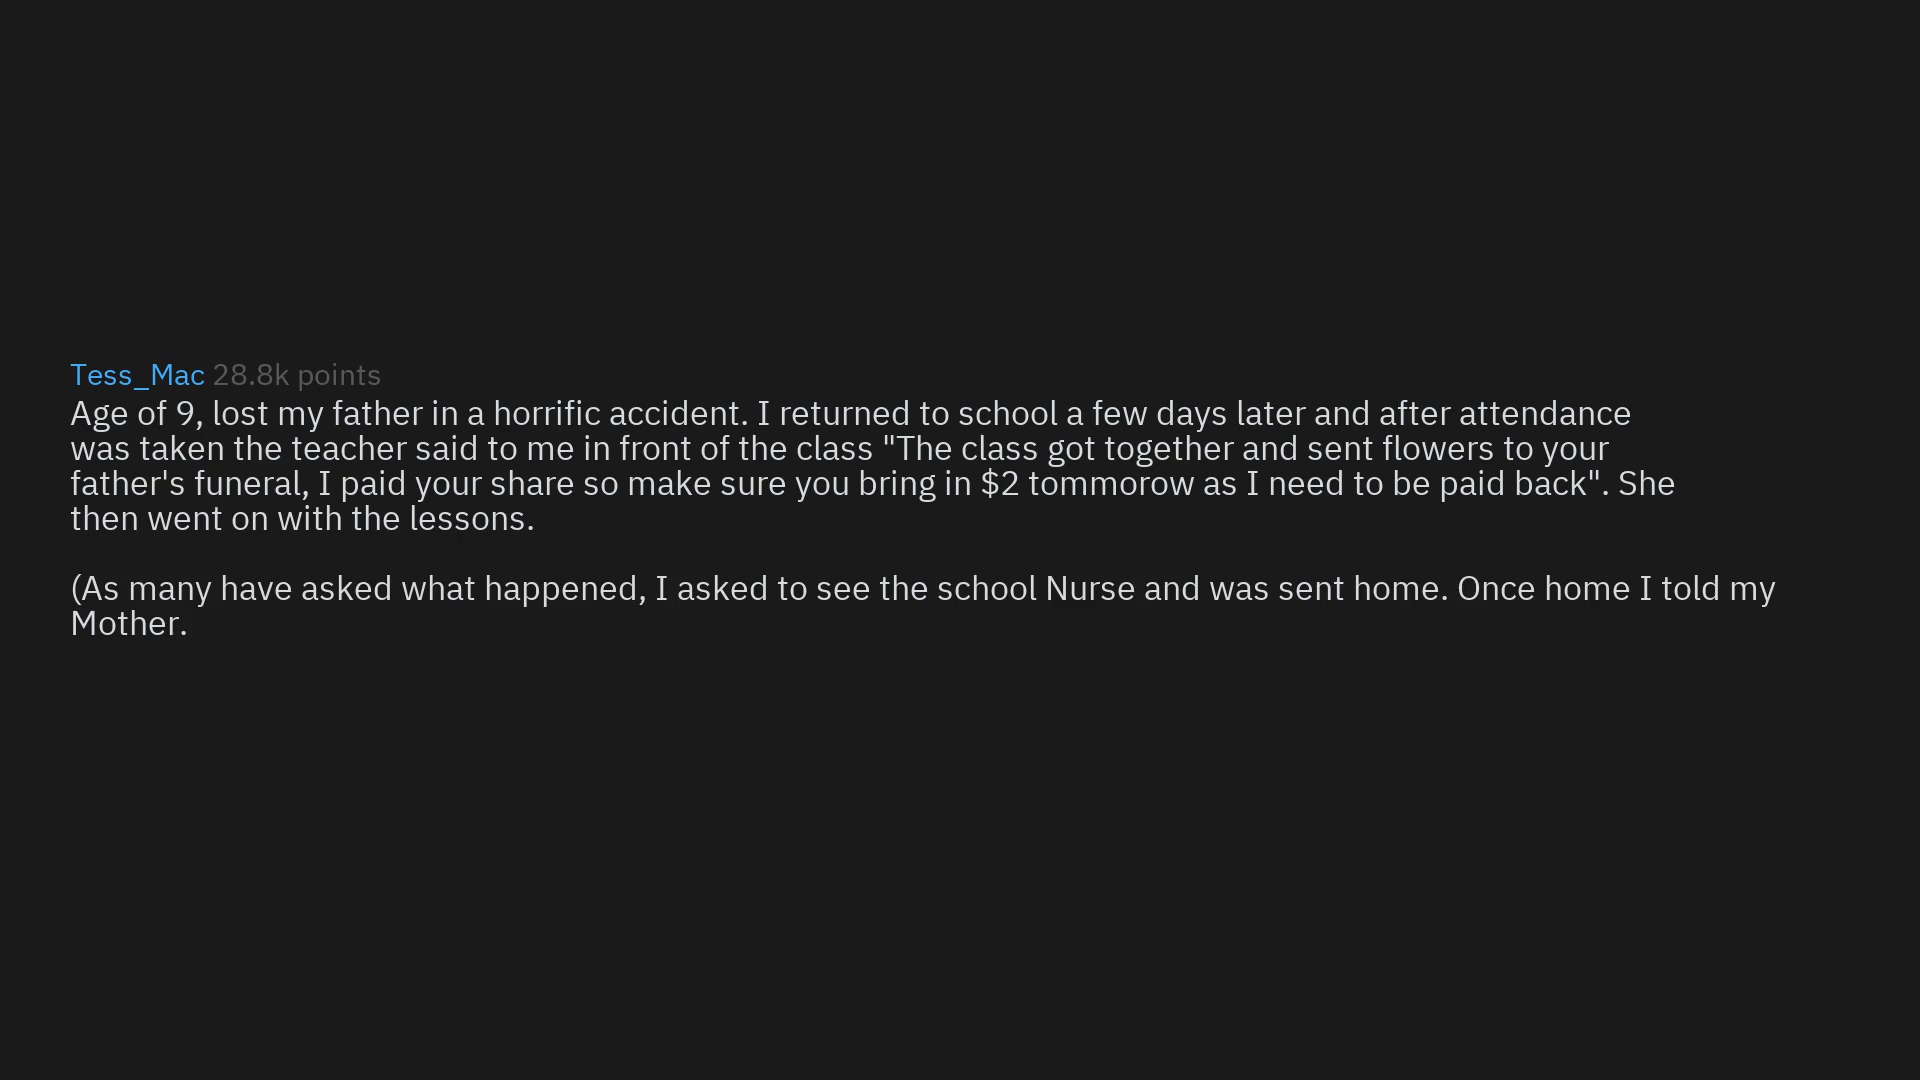 Tess_Mac 28.8k points
Age of 9, lost my father in a horrific accident. I returned to school a few days later and after attendance
was taken the teacher said to me in front of the class "The class got together and sent flowers to your
father's funeral, I paid your share so make sure you bring in $2 tommorow as I need to be paid back". She
then went on with the lessons.
(As many have asked what happened, I asked to see the school Nurse and was sent home. Once home I told my
Mother.